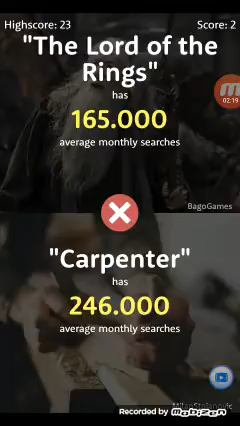 Highscore: 23
Score: 2
"The Lord of the
Rings"
has
165.000
average monthly searches
02:19
BagoGames
"Carpenter"
has
246.000
average monthly searches
Recorded by mobizen